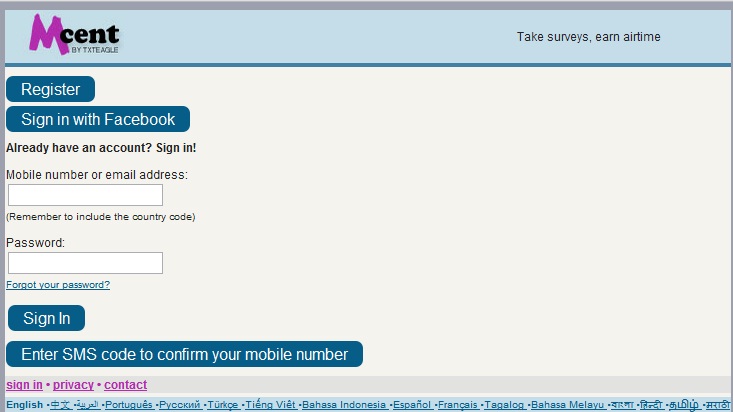 Mcent
BY TXTEAGLE
Take surveys, earn airtime
Register
Sign in with Facebook
Already have an account? Sign in!
Mobile number or email address:
(Remember to include the country code)
Password:
Forgot your password?
Sign In
Enter SMS code to confirm your mobile number
sign in • privacy • contact
English •中文 •العربيّة •Português •Русский •Türkçe •Tiếng Việt •Bahasa Indonesia •Español •Français •Tagalog •Bahasa Melayu •বাংলা •हिन्दी •தமிழ் •मराठी